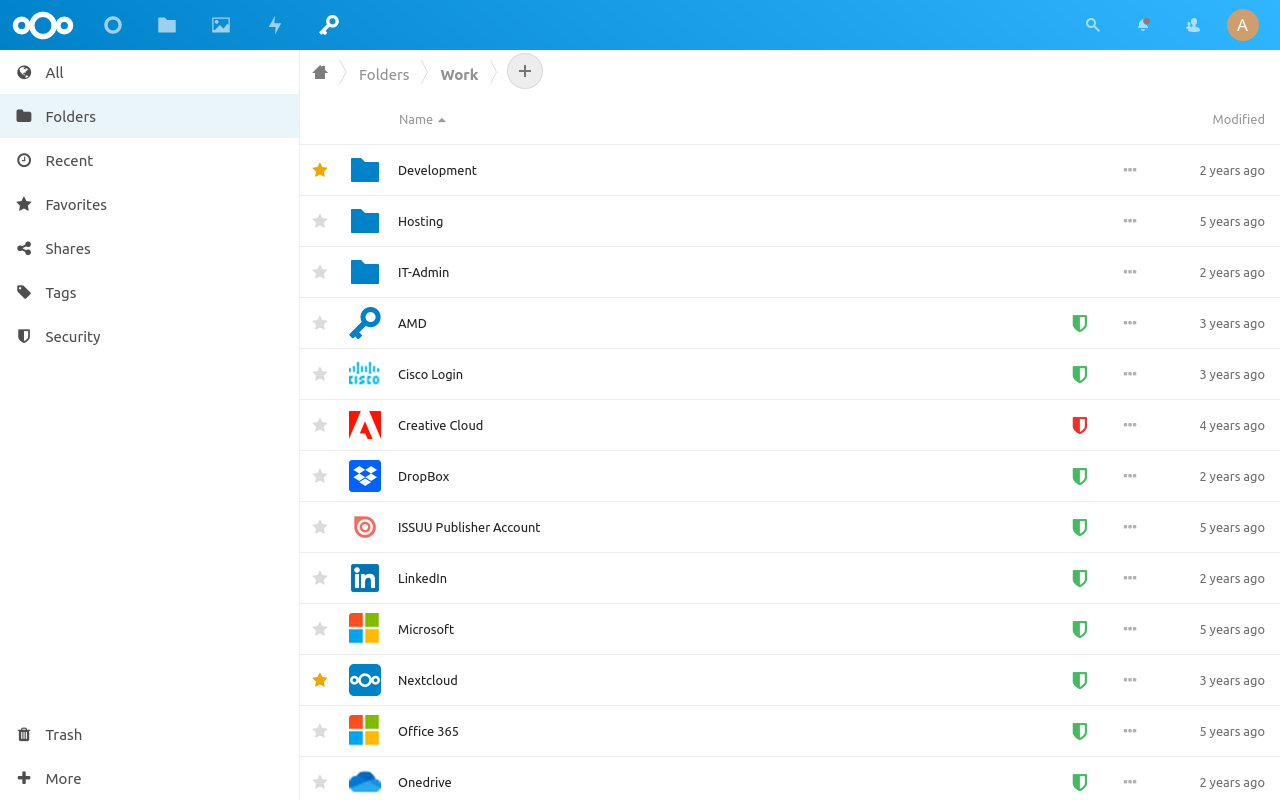 A
All
Folders
Recent
Favorites
Shares
Tags
Security
Trash
More
Folders Work
Name Modified
Development 2 years ago
Hosting 5 years ago
IT-Admin 2 years ago
AMD 3 years ago
CISCO Cisco Login 3 years ago
Creative Cloud 4 years ago
DropBox 2 years ago
ISSUU Publisher Account 5 years ago
in LinkedIn 2 years ago
Microsoft 5 years ago
Nextcloud 3 years ago
Office 365 5 years ago
Onedrive 2 years ago